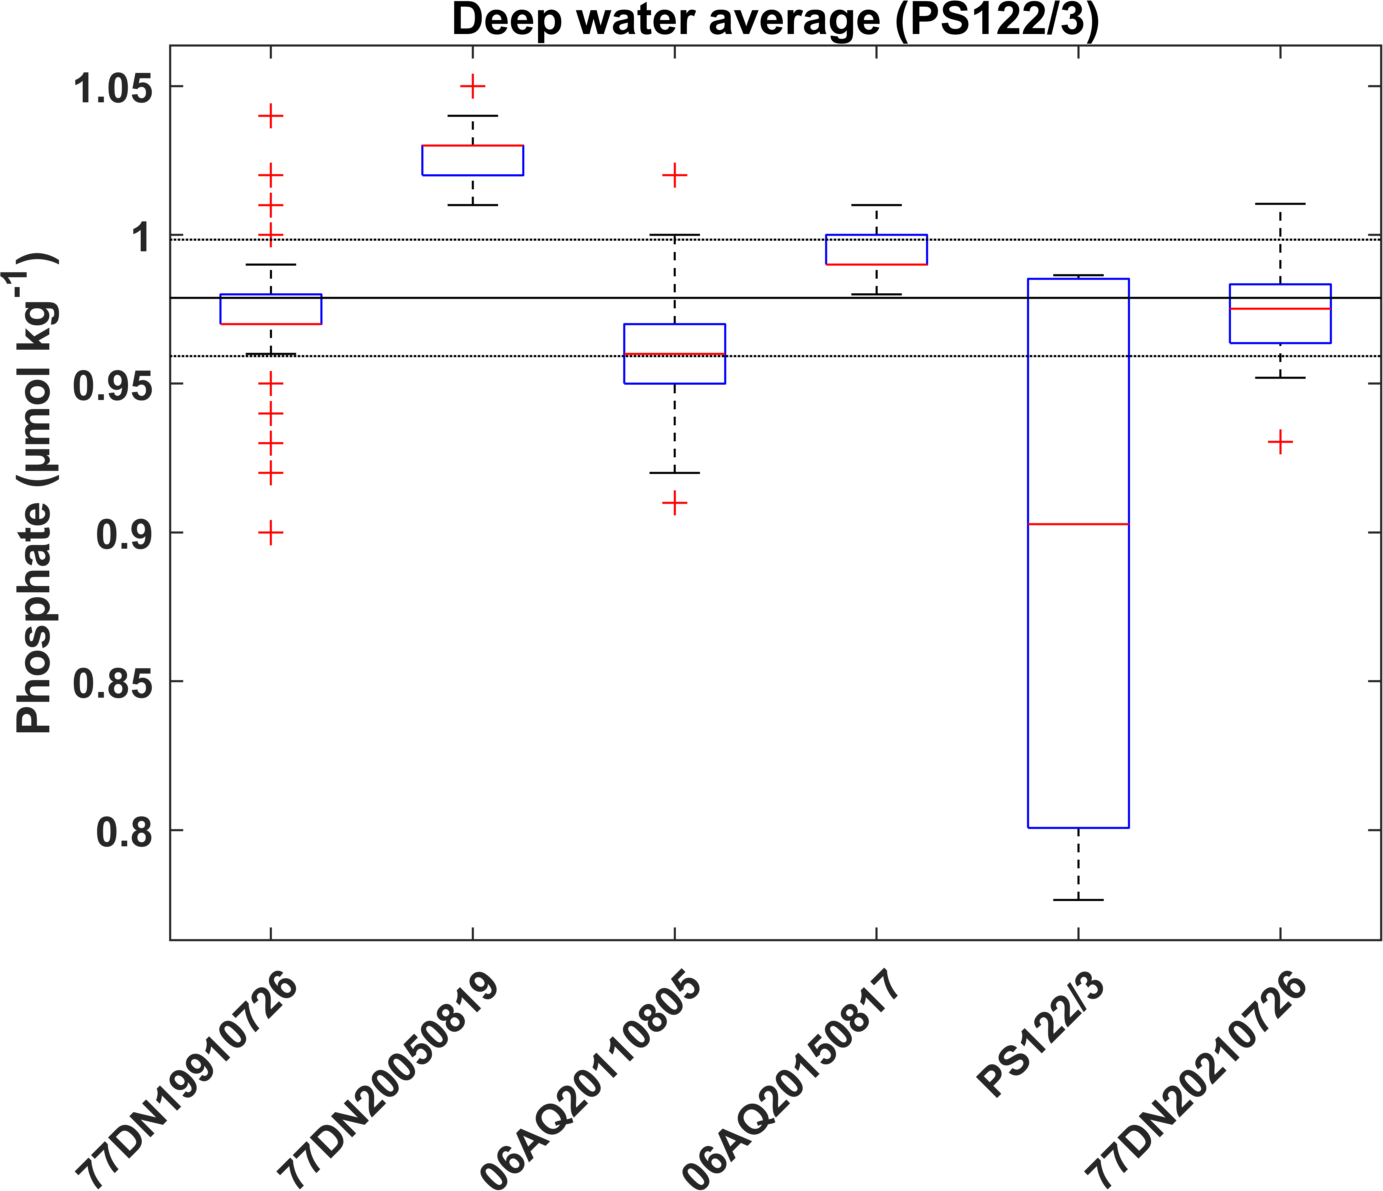 Deep water average (PS122/3)
Phosphate (µmol kg⁻¹)
1.05
1
0.95
0.9
0.85
0.8
77DN19910726
77DN20050819
06AQ20110805
06AQ20150817
PS122/3
77DN20210726